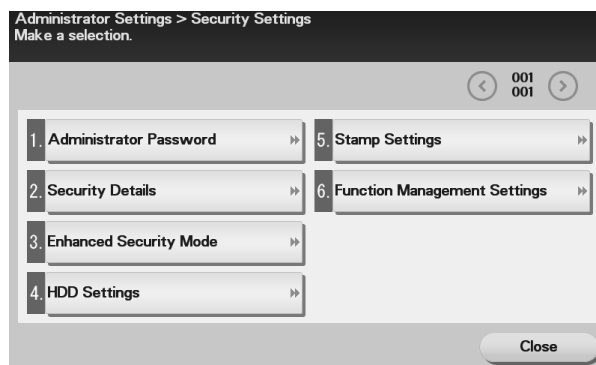 Administrator Settings > Security Settings
Make a selection.
001
001
1. Administrator Password
2. Security Details
3. Enhanced Security Mode
4. HDD Settings
5. Stamp Settings
6. Function Management Settings
Close